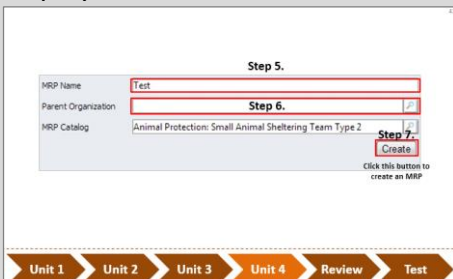 Step 5.
MRP Name Test
Parent Organization Step 6.
MRP Catalog Animal Protection: Small Animal Sheltering Team Type 2
Step 7.
Create
Click this button to
create an MRP
Unit 1 Unit 2 Unit 3 Unit 4 Review Test